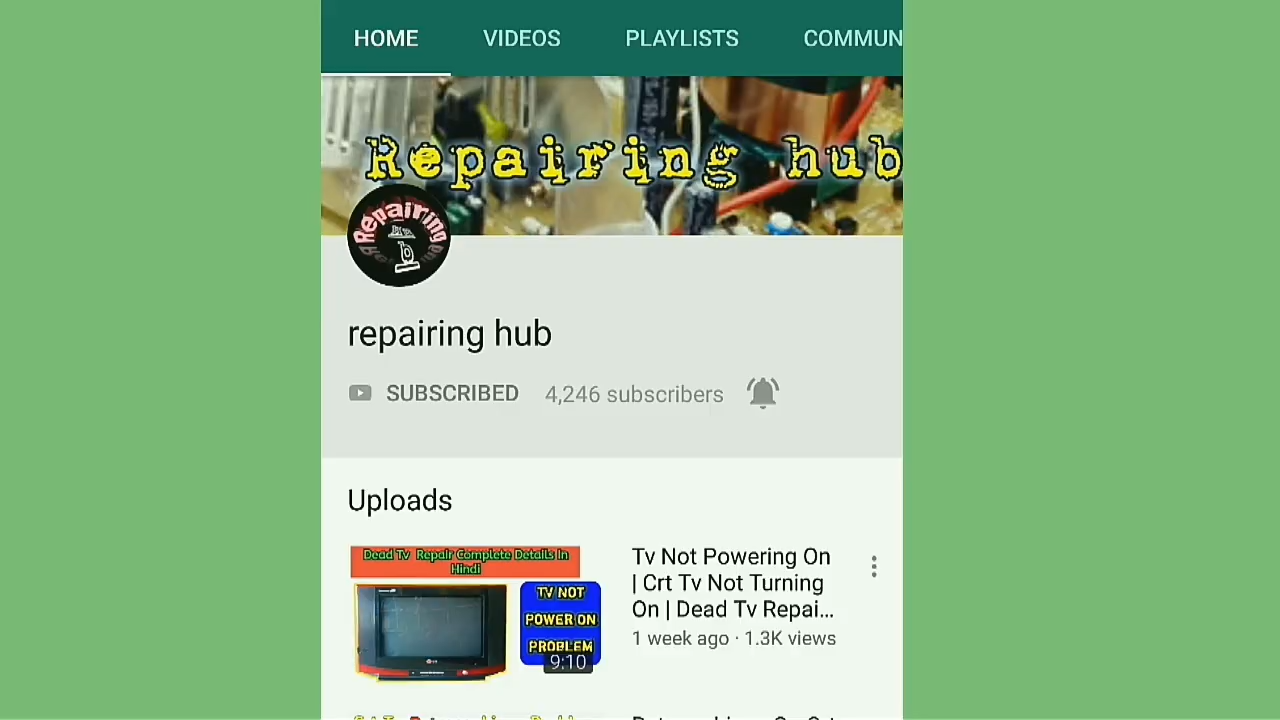 HOME VIDEOS PLAYLISTS COMMUN
Repairing hub
Repairing
repairing hub
SUBSCRIBED 4,246 subscribers
Uploads
Dead Tv Repair Complete Details In
Hindi
TV NOT
POWER ON
PROBLEM
9:10
Tv Not Powering On
| Crt Tv Not Turning
On | Dead Tv Repai...
1 week ago · 1.3K views